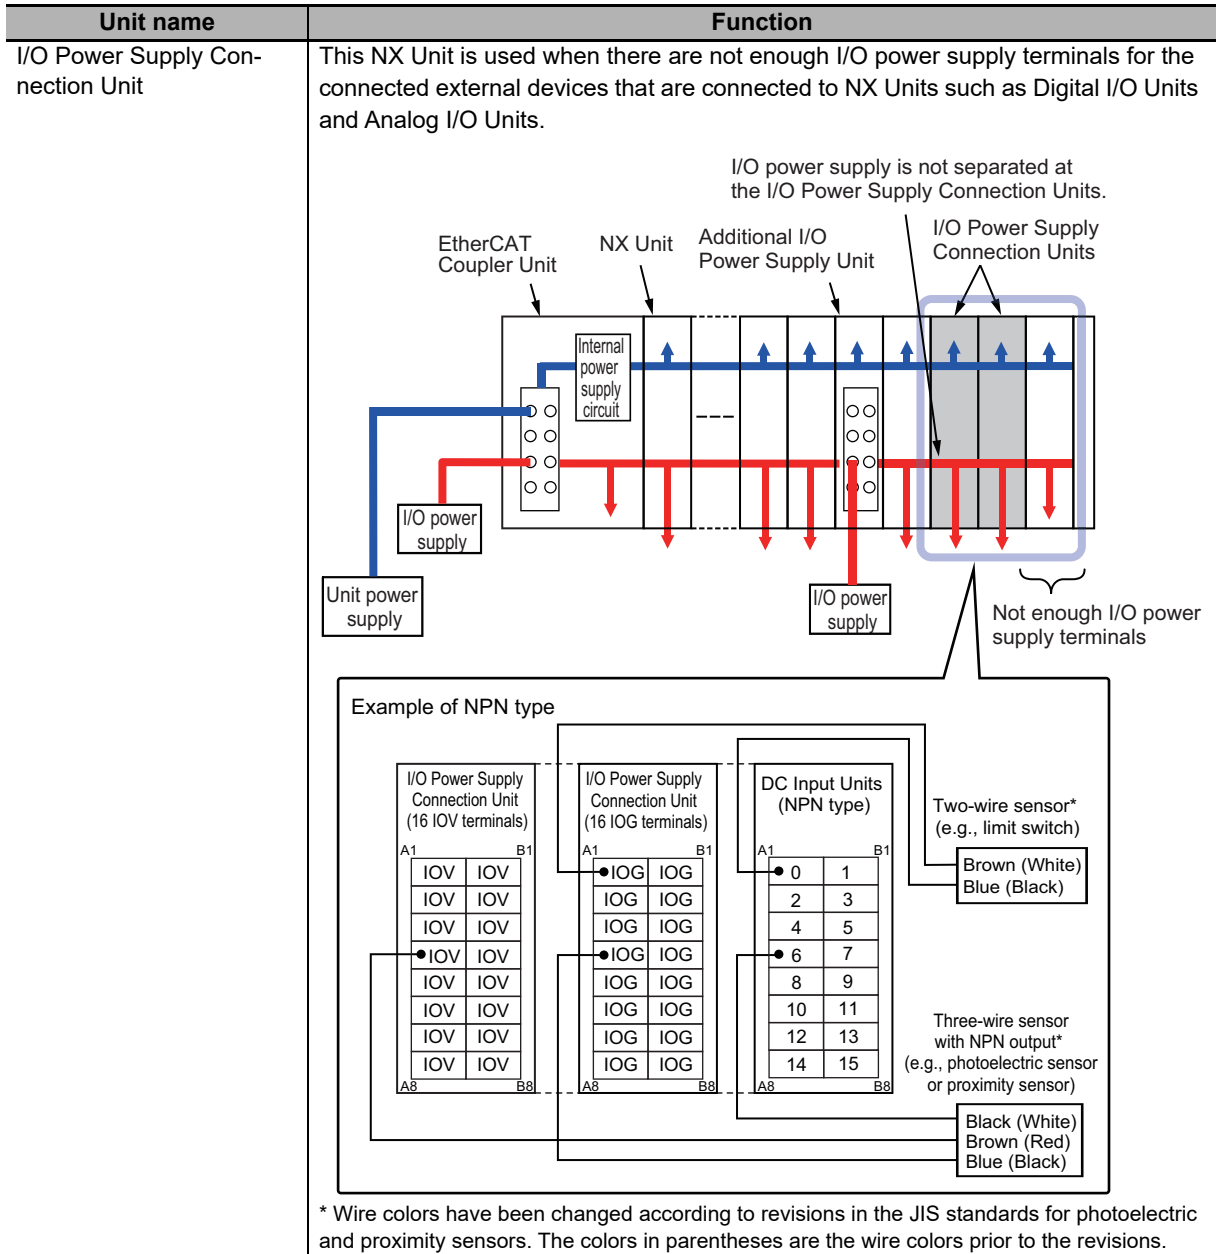 Unit name
Function
I/O Power Supply Con-
nection Unit
This NX Unit is used when there are not enough I/O power supply terminals for the
connected external devices that are connected to NX Units such as Digital I/O Units
and Analog I/O Units.
I/O power supply is not separated at
the I/O Power Supply Connection Units.
EtherCAT
Coupler Unit
NX Unit
Additional I/O
Power Supply Unit
I/O Power Supply
Connection Units
Internal
power
supply
circuit
I/O power
supply
Unit power
supply
I/O power
supply
Not enough I/O power
supply terminals
Example of NPN type
I/O Power Supply
Connection Unit
(16 IOV terminals)
A1 B1
IOV IOV
IOV IOV
IOV IOV
IOV IOV
IOV IOV
IOV IOV
IOV IOV
IOV IOV
A8 B8
I/O Power Supply
Connection Unit
(16 IOG terminals)
A1 B1
IOG IOG
IOG IOG
IOG IOG
IOG IOG
IOG IOG
IOG IOG
IOG IOG
IOG IOG
A8 B8
DC Input Units
(NPN type)
A1 B1
0 1
2 3
4 5
6 7
8 9
10 11
12 13
14 15
A8 B8
Two-wire sensor*
(e.g., limit switch)
Brown (White)
Blue (Black)
Three-wire sensor
with NPN output*
(e.g., photoelectric sensor
or proximity sensor)
Black (White)
Brown (Red)
Blue (Black)
* Wire colors have been changed according to revisions in the JIS standards for photoelectric
and proximity sensors. The colors in parentheses are the wire colors prior to the revisions.